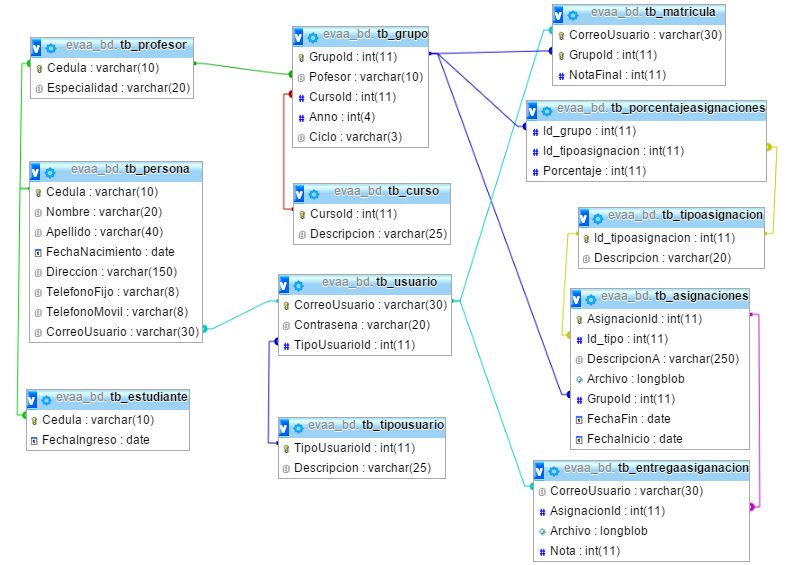 evaa_bd. tb_profesor
Cedula : varchar(10)
Especialidad : varchar(20)
evaa_bd. tb_persona
Cedula : varchar(10)
Nombre : varchar(20)
Apellido : varchar(40)
FechaNacimiento : date
Direccion : varchar(150)
TelefonoFijo : varchar(8)
TelefonoMovil : varchar(8)
CorreoUsuario : varchar(30)
evaa_bd. tb_estudiante
Cedula : varchar(10)
FechaIngreso : date
evaa_bd. tb_grupo
GrupoId : int(11)
Pofesor : varchar(10)
CursoId : int(11)
Anno : int(4)
Ciclo : varchar(3)
evaa_bd. tb_curso
CursoId : int(11)
Descripcion : varchar(25)
evaa_bd. tb_usuario
CorreoUsuario : varchar(30)
Contrasena : varchar(20)
TipoUsuarioId : int(11)
evaa_bd. tb_tipousuario
TipoUsuarioId : int(11)
Descripcion : varchar(25)
evaa_bd. tb_matricula
CorreoUsuario : varchar(30)
GrupoId : int(11)
NotaFinal : int(11)
evaa_bd. tb_porcentajeasignaciones
Id_grupo : int(11)
Id_tipoasignacion : int(11)
Porcentaje : int(11)
evaa_bd. tb_tipoasignacion
Id_tipoasignacion : int(11)
Descripcion : varchar(20)
evaa_bd. tb_asignaciones
AsignacionId : int(11)
Id_tipo : int(11)
DescripcionA : varchar(250)
Archivo : longblob
GrupoId : int(11)
FechaFin : date
FechaInicio : date
evaa_bd. tb_entregaasiganacion
CorreoUsuario : varchar(30)
AsignacionId : int(11)
Archivo : longblob
Nota : int(11)